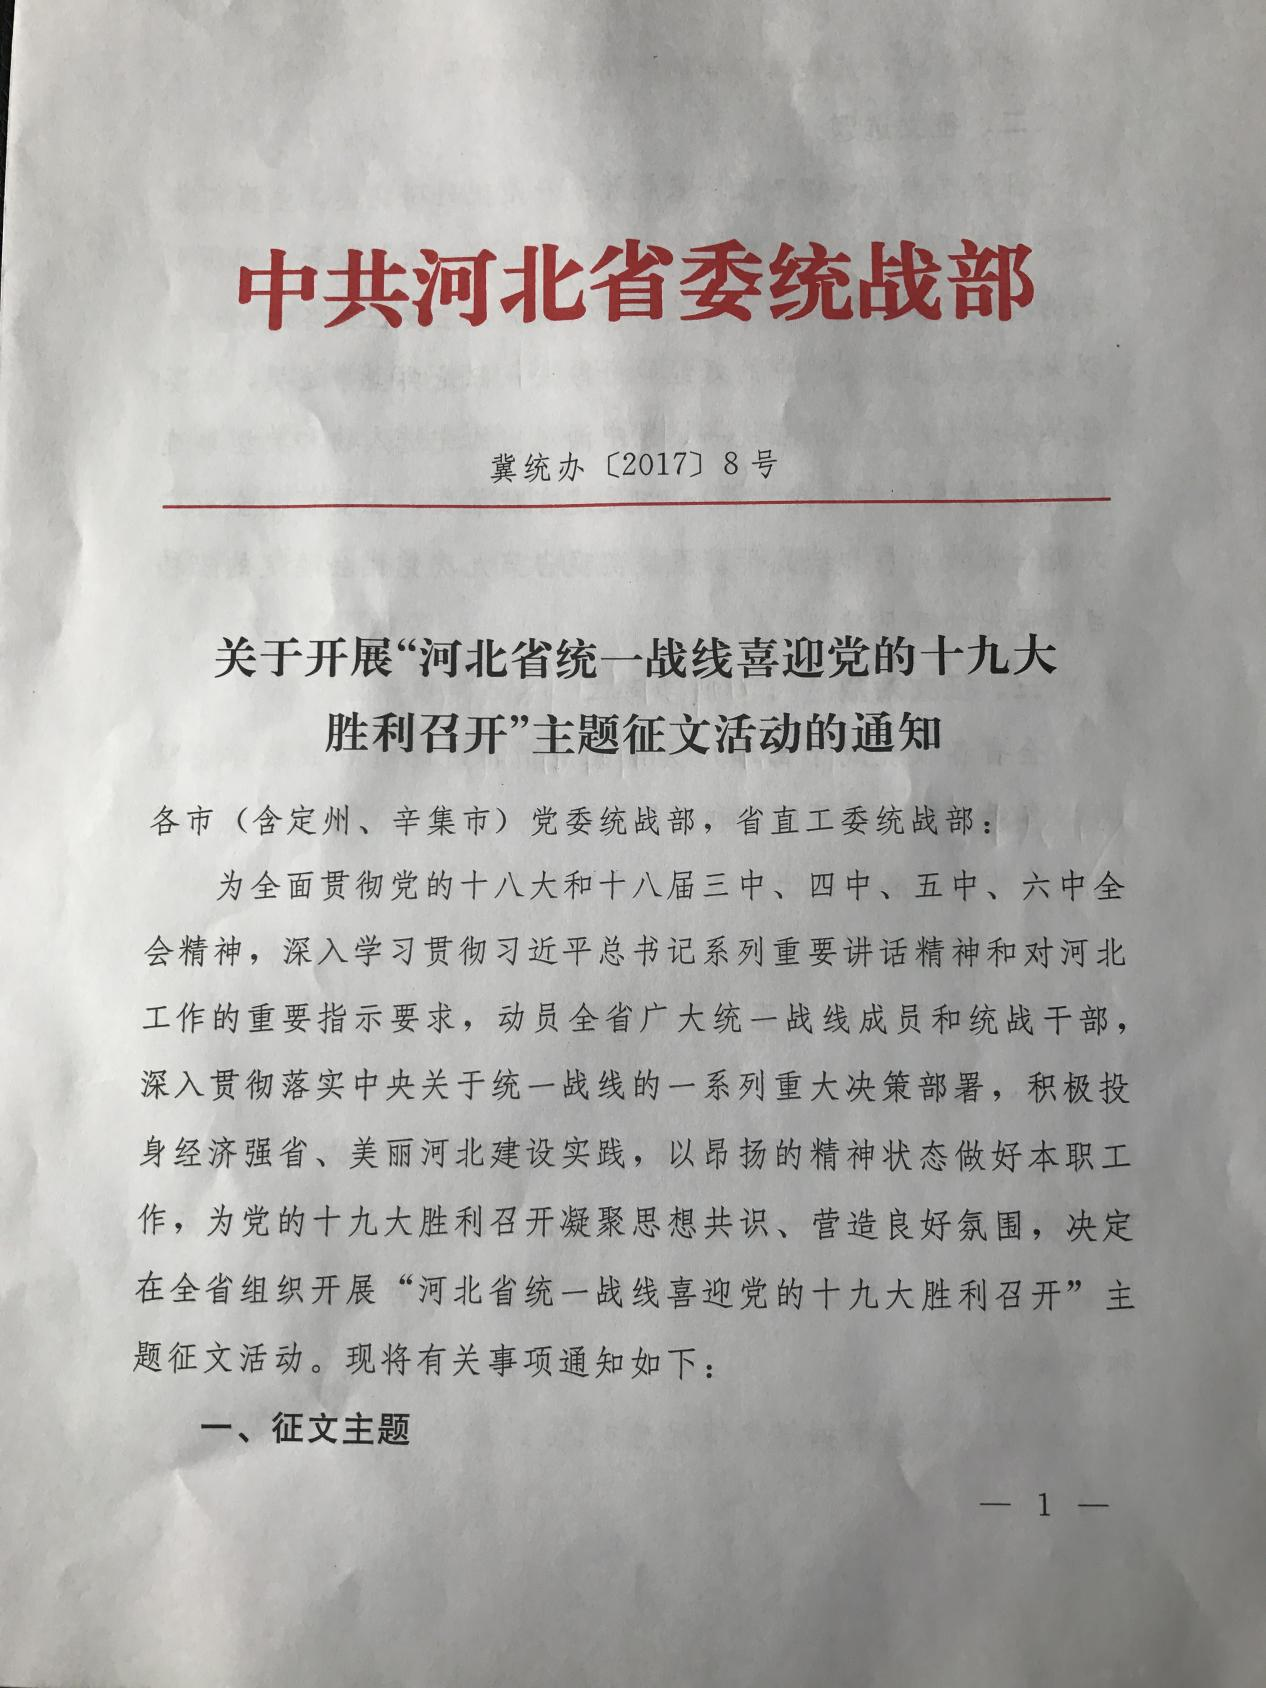 中共河北省委统战部
冀统办〔2017〕8号
关于开展“河北省统一战线喜迎党的十九大
胜利召开”主题征文活动的通知
各市（含定州、辛集市）党委统战部，省直工委统战部：
为全面贯彻党的十八大和十八届三中、四中、五中、六中全
会精神，深入学习贯彻习近平总书记系列重要讲话精神和对河北
工作的重要指示要求，动员全省广大统一战线成员和统战干部，
深入贯彻落实中央关于统一战线的一系列重大决策部署，积极投
身经济强省、美丽河北建设实践，以昂扬的精神状态做好本职工
作，为党的十九大胜利召开凝聚思想共识、营造良好氛围，决定
在全省组织开展“河北省统一战线喜迎党的十九大胜利召开”主
题征文活动。现将有关事项通知如下：
一、征文主题
— 1 —